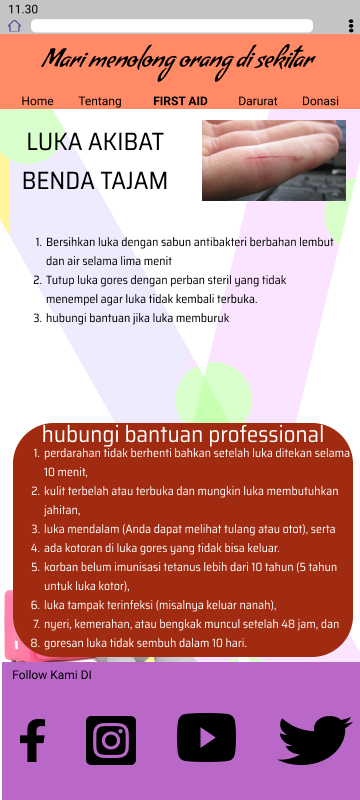 11.30
Mari menolong orang di sekitar
Home Tentang FIRST AID Darurat Donasi
LUKA AKIBAT
BENDA TAJAM
1. Bersihkan luka dengan sabun antibakteri berbahan lembut
dan air selama lima menit
2. Tutup luka gores dengan perban steril yang tidak
menempel agar luka tidak kembali terbuka.
3. hubungi bantuan jika luka memburuk
hubungi bantuan professional
1. perdarahan tidak berhenti bahkan setelah luka ditekan selama
10 menit,
2. kulit terbelah atau terbuka dan mungkin luka membutuhkan
jahitan,
3. luka mendalam (Anda dapat melihat tulang atau otot), serta
4. ada kotoran di luka gores yang tidak bisa keluar.
5. korban belum imunisasi tetanus lebih dari 10 tahun (5 tahun
untuk luka kotor),
6. luka tampak terinfeksi (misalnya keluar nanah),
7. nyeri, kemerahan, atau bengkak muncul setelah 48 jam, dan
8. goresan luka tidak sembuh dalam 10 hari.
Follow Kami DI